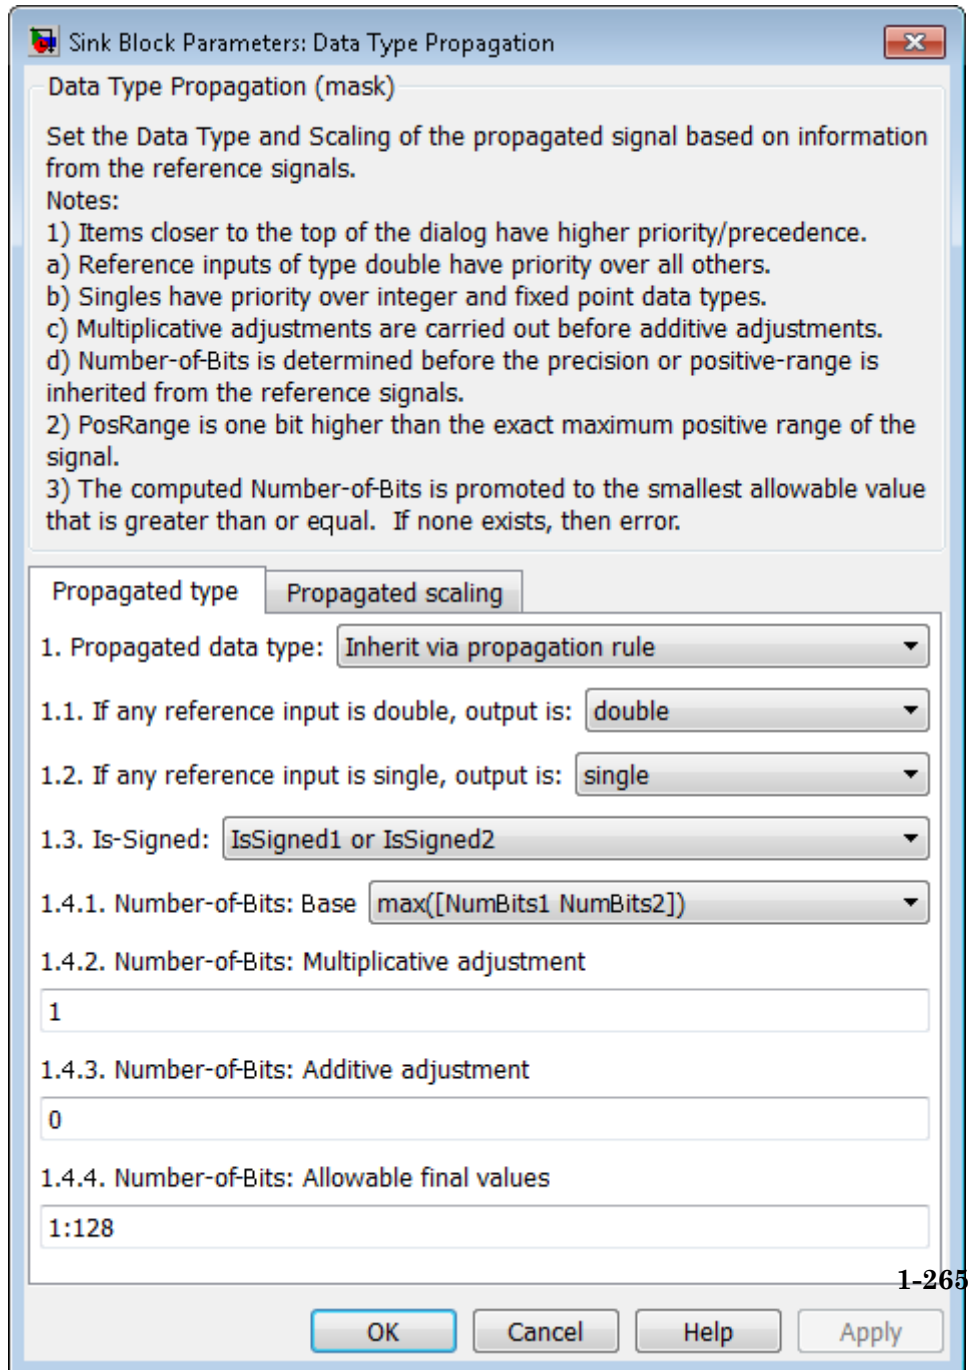 Sink Block Parameters: Data Type Propagation
Data Type Propagation (mask)
Set the Data Type and Scaling of the propagated signal based on information
from the reference signals.
Notes:
1) Items closer to the top of the dialog have higher priority/precedence.
a) Reference inputs of type double have priority over all others.
b) Singles have priority over integer and fixed point data types.
c) Multiplicative adjustments are carried out before additive adjustments.
d) Number-of-Bits is determined before the precision or positive-range is
inherited from the reference signals.
2) PosRange is one bit higher than the exact maximum positive range of the
signal.
3) The computed Number-of-Bits is promoted to the smallest allowable value
that is greater than or equal.  If none exists, then error.
Propagated type Propagated scaling
1. Propagated data type: Inherit via propagation rule
1.1. If any reference input is double, output is: double
1.2. If any reference input is single, output is: single
1.3. Is-Signed: IsSigned1 or IsSigned2
1.4.1. Number-of-Bits: Base max([NumBits1 NumBits2])
1.4.2. Number-of-Bits: Multiplicative adjustment
1
1.4.3. Number-of-Bits: Additive adjustment
0
1.4.4. Number-of-Bits: Allowable final values
1:128
1-265
OK Cancel Help Apply